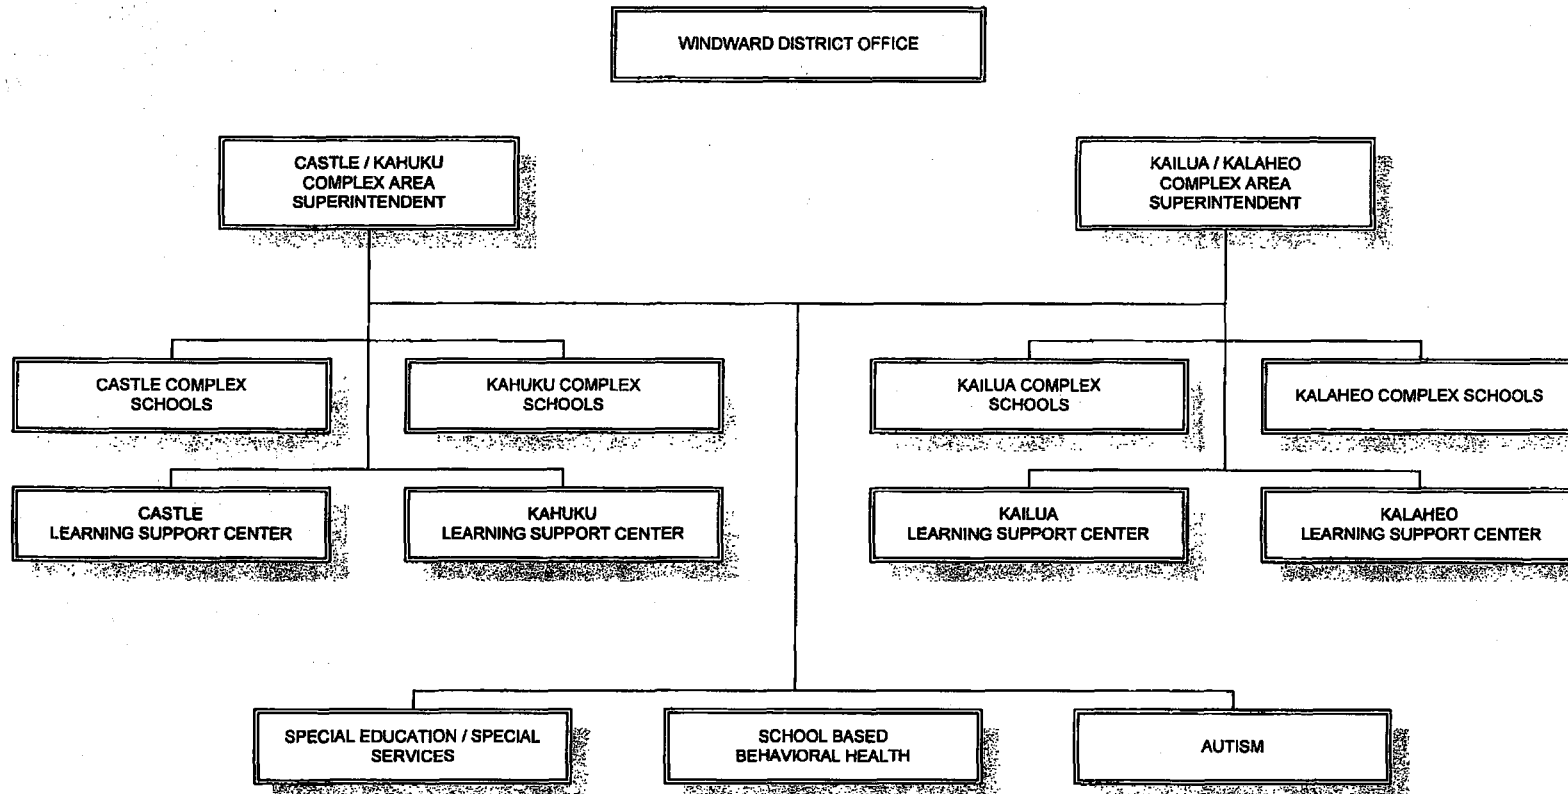 WINDWARD DISTRICT OFFICE
CASTLE / KAHUKU
COMPLEX AREA
SUPERINTENDENT
KAILUA / KALAHEO
COMPLEX AREA
SUPERINTENDENT
CASTLE COMPLEX
SCHOOLS
KAHUKU COMPLEX
SCHOOLS
KAILUA COMPLEX
SCHOOLS
KALAHEO COMPLEX SCHOOLS
CASTLE
LEARNING SUPPORT CENTER
KAHUKU
LEARNING SUPPORT CENTER
KAILUA
LEARNING SUPPORT CENTER
KALAHEO
LEARNING SUPPORT CENTER
SPECIAL EDUCATION / SPECIAL
SERVICES
SCHOOL BASED
BEHAVIORAL HEALTH
AUTISM